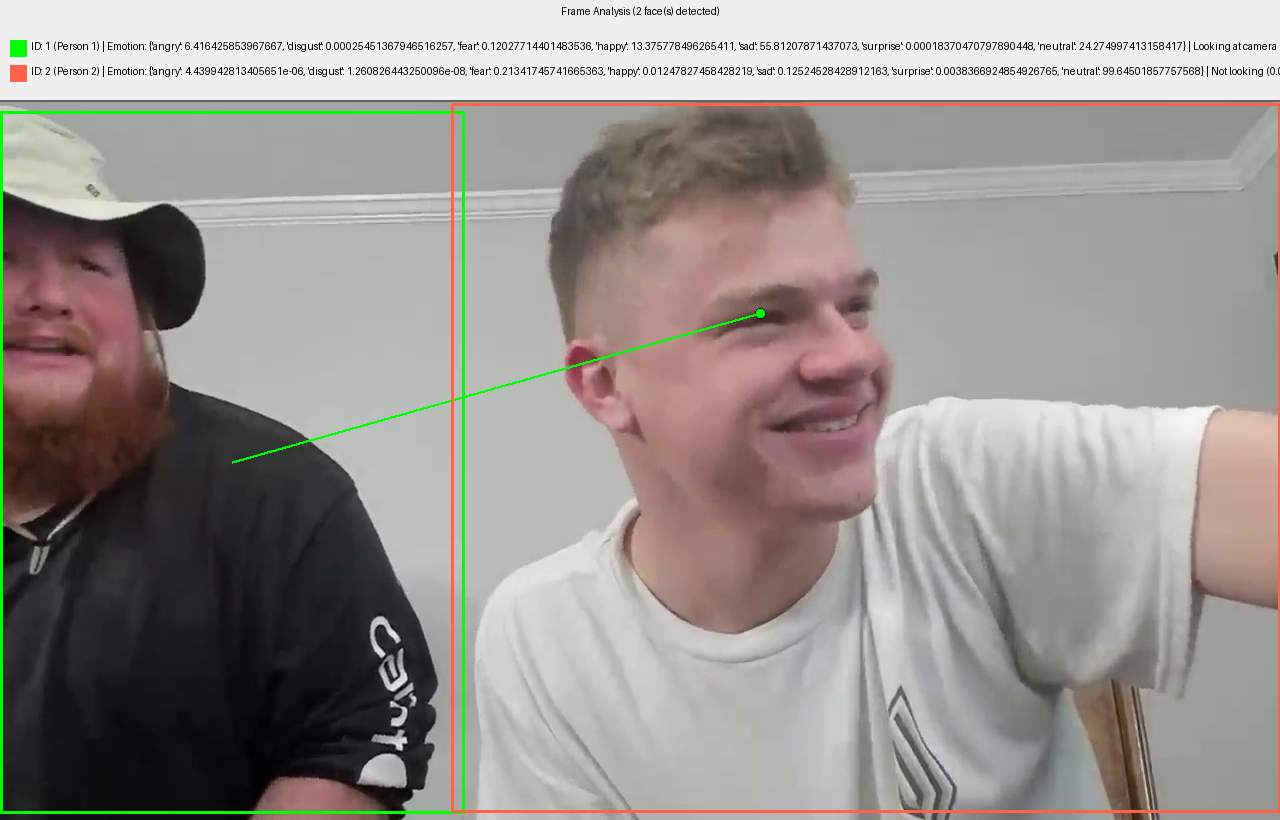 Frame Analysis (2 face(s) detected)
ID: 1 (Person 1) | Emotion: {'angry': 6.416425853967667, 'disgust': 0.00025451367946516257, 'fear': 0.12027714401483536, 'happy': 13.375778496265411, 'sad': 55.81207871437073, 'surprise': 0.00018370470797890448, 'neutral': 24.274997413158417} | Looking at camera
ID: 2 (Person 2) | Emotion: {'angry': 4.439942813405651e-06, 'disgust': 1.260826443250096e-08, 'fear': 0.21341745741665363, 'happy': 0.01247827458428219, 'sad': 0.12524528428912163, 'surprise': 0.0038366924854926765, 'neutral': 99.64501857757568} | Not looking (0.0